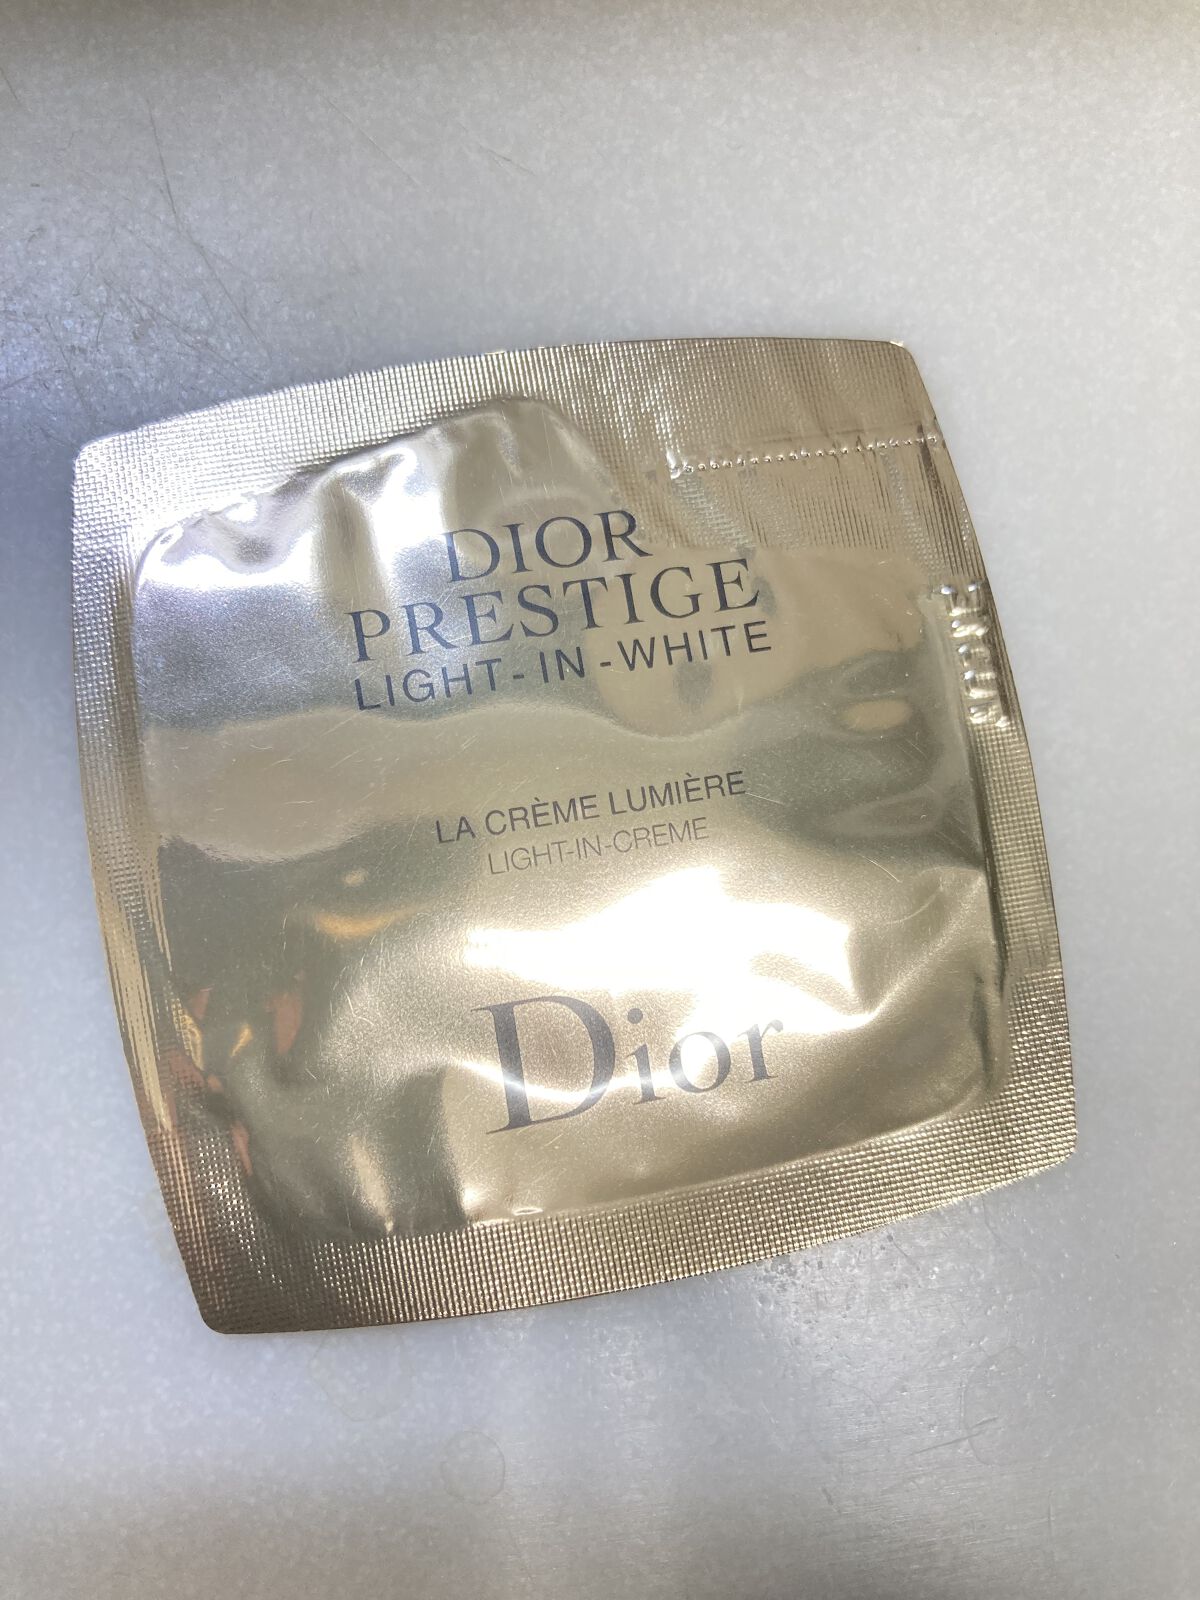 DIOR
PRESTIGE
LIGHT-IN-WHITE
LA CRÈME LUMIÈRE
LIGHT-IN-CREME
Dior